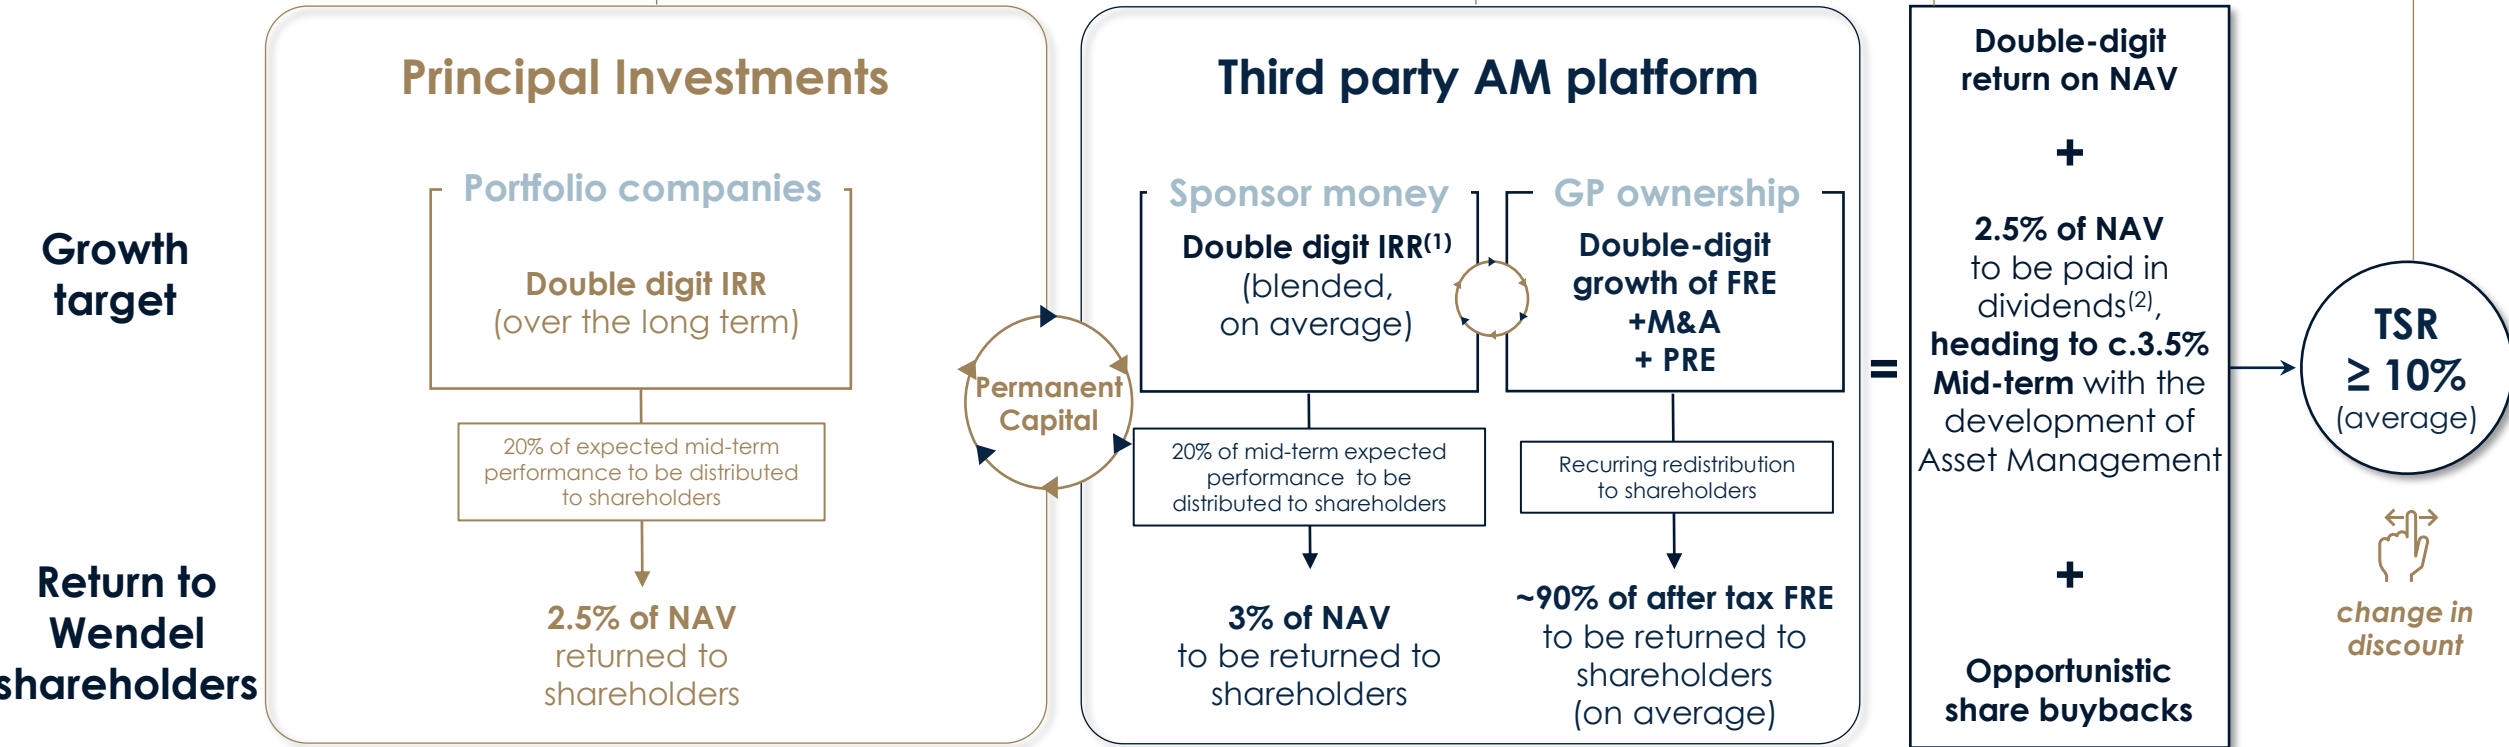 Growth
target
Return to
Wendel
shareholders
Principal Investments
Portfolio companies
Double digit IRR
(over the long term)
20% of expected mid-term
performance to be distributed
to shareholders
2.5% of NAV
returned to
shareholders
Permanent
Capital
Third party AM platform
Sponsor money
Double digit IRR(1)
(blended,
on average)
20% of mid-term expected
performance to be
distributed to shareholders
3% of NAV
to be returned to
shareholders
GP ownership
Double-digit
growth of FRE
+M&A
+ PRE
Recurring redistribution
to shareholders
~90% of after tax FRE
to be returned to
shareholders
(on average)
=
Double-digit
return on NAV
+
2.5% of NAV
to be paid in
dividends(2),
heading to c.3.5%
Mid-term with the
development of
Asset Management
+
Opportunistic
share buybacks
TSR
≥ 10%
(average)
change in
discount